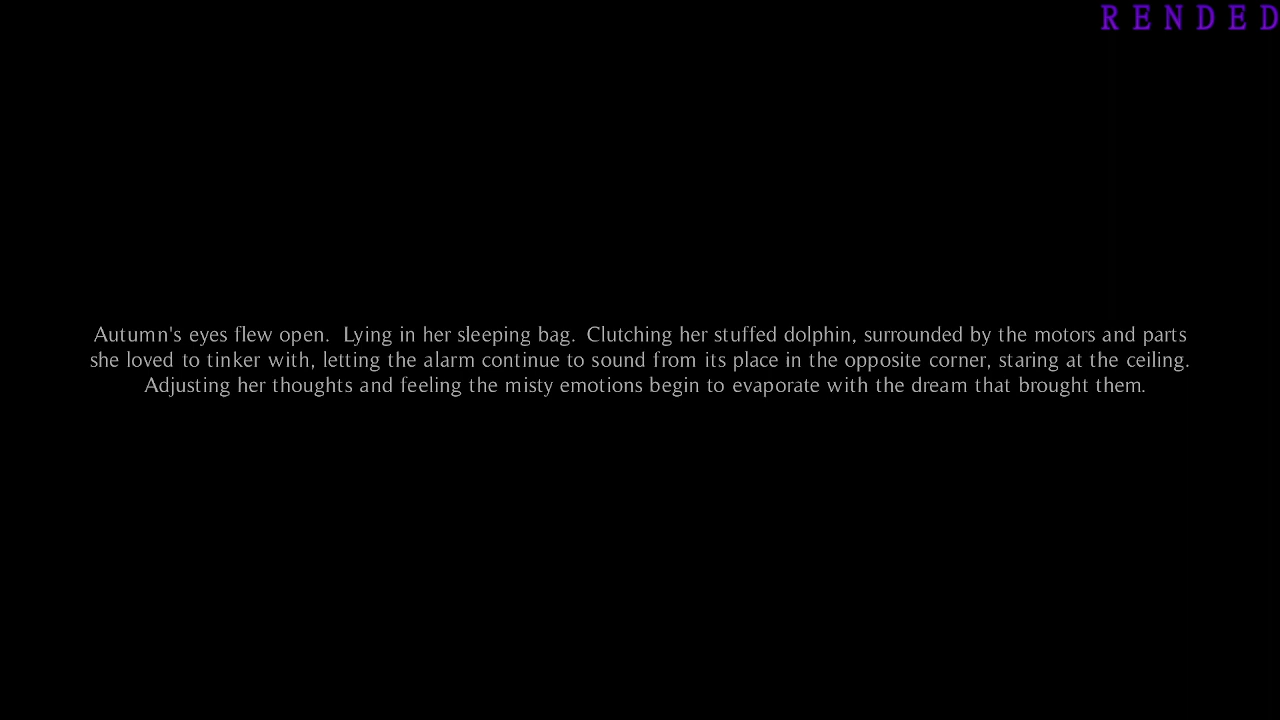 R E N D E D
Autumn's eyes flew open.  Lying in her sleeping bag.  Clutching her stuffed dolphin, surrounded by the motors and parts
she loved to tinker with, letting the alarm continue to sound from its place in the opposite corner, staring at the ceiling.
Adjusting her thoughts and feeling the misty emotions begin to evaporate with the dream that brought them.